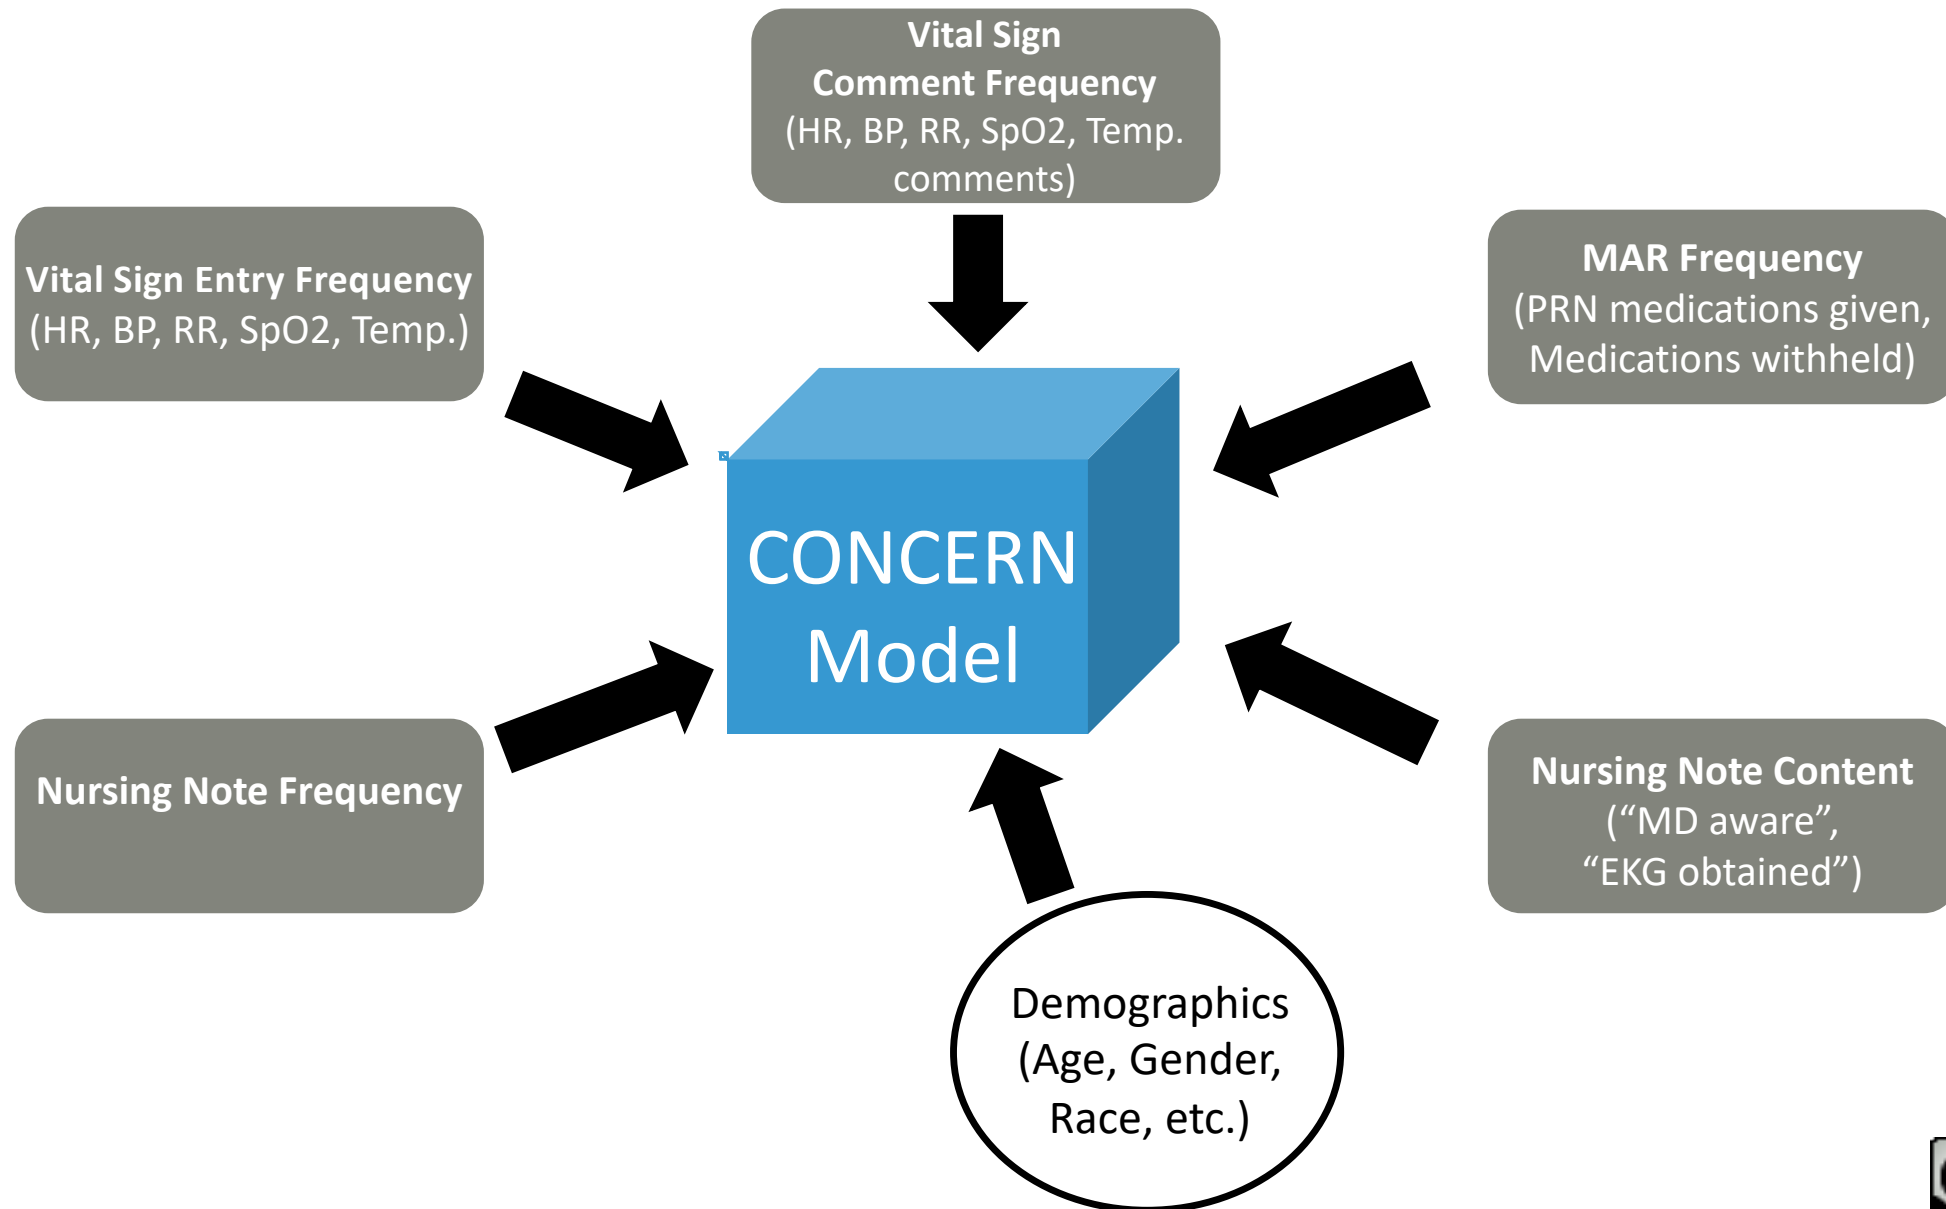 Vital Sign
Comment Frequency
(HR, BP, RR, SpO2, Temp.
comments)
Vital Sign Entry Frequency
(HR, BP, RR, SpO2, Temp.)
MAR Frequency
(PRN medications given,
Medications withheld)
CONCERN
Model
Nursing Note Frequency
Nursing Note Content
(“MD aware”,
“EKG obtained”)
Demographics
(Age, Gender,
Race, etc.)